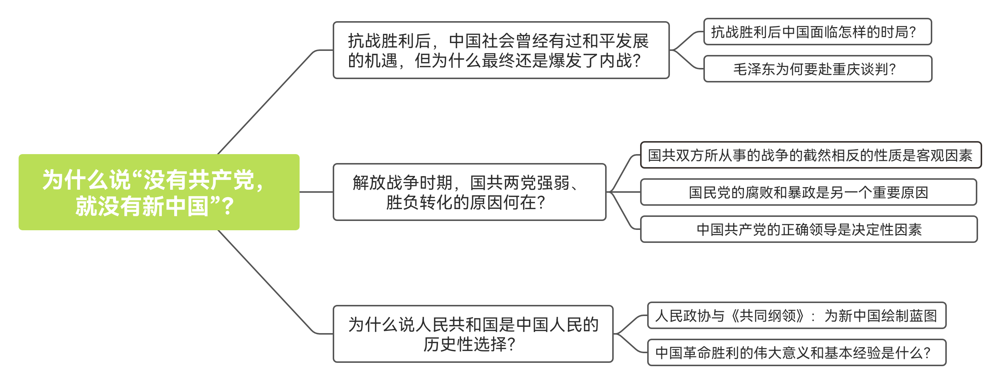 为什么说“没有共产党，
就没有新中国”？
抗战胜利后，中国社会曾经有过和平发展
的机遇，但为什么最终还是爆发了内战？
抗战胜利后中国面临怎样的时局？
毛泽东为何要赴重庆谈判？
解放战争时期，国共两党强弱、
胜负转化的原因何在？
国共双方所从事的战争的截然相反的性质是客观因素
国民党的腐败和暴政是另一个重要原因
中国共产党的正确领导是决定性因素
为什么说人民共和国是中国人民的
历史性选择？
人民政协与《共同纲领》：为新中国绘制蓝图
中国革命胜利的伟大意义和基本经验是什么？